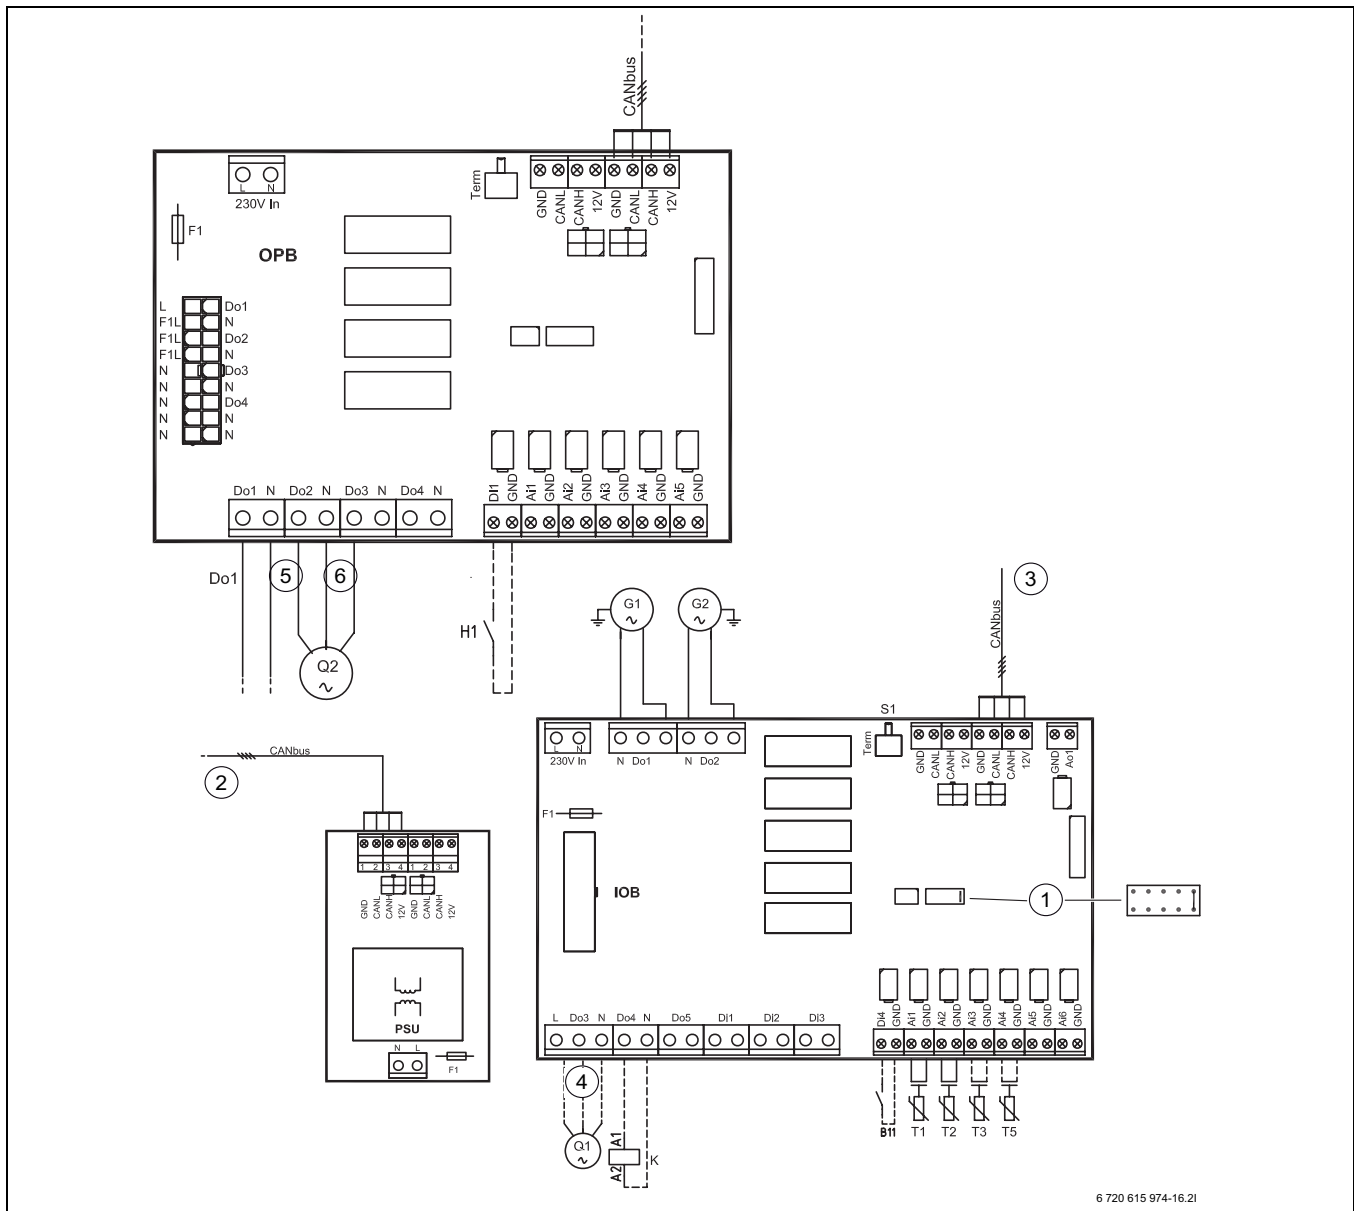 CANbus
Term
GND
CANL
CANH
12V
GND
CANL
CANH
12V
L N
230V In
F1
OPB
L Do1
F1L N
F1L Do2
F1L N
N Do3
N N
N Do4
N N
N N
Do1 N Do2 N Do3 N Do4 N
DI1
GND
Ai1
GND
Ai2
GND
Ai3
GND
Ai4
GND
Ai5
GND
Do1
5
6
Q2
H1
G1
G2
3
CANbus
CANbus
2
1 2 3 4 1 2 3 4
GND
CANL
CANH
12V
GND
CANL
CANH
12V
PSU
N L
F1
L N
230V In
N Do1 N Do2
S1
Term
GND
CANL
CANH
12V
GND
CANL
CANH
12V
GND
Ao1
F1
IOB
1
L Do3 N Do4 N Do5 DI1 DI2 DI3
Di4
GND
Ai1
GND
Ai2
GND
Ai3
GND
Ai4
GND
Ai5
GND
Ai6
GND
4
Q1
A1
A2
K
B11 T1 T2 T3 T5
6 720 615 974-16.2I